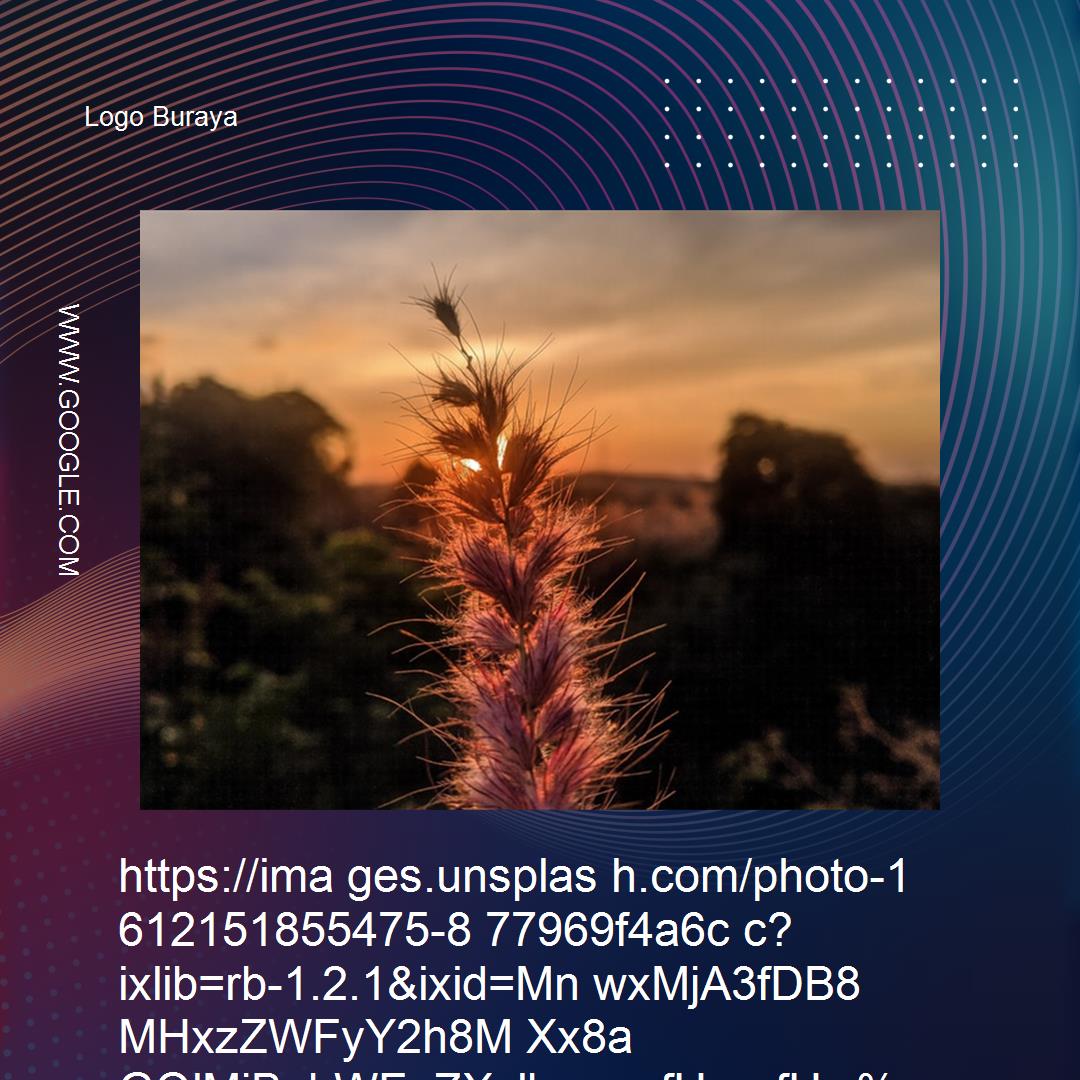 Logo Buraya
WWW.GOOGLE.COM
https://ima ges.unsplas h.com/photo-1
612151855475-8 77969f4a6c c?
ixlib=rb-1.2.1&ixid=Mn wxMjA3fDB8
MHxzZWFyY2h8M Xx8a